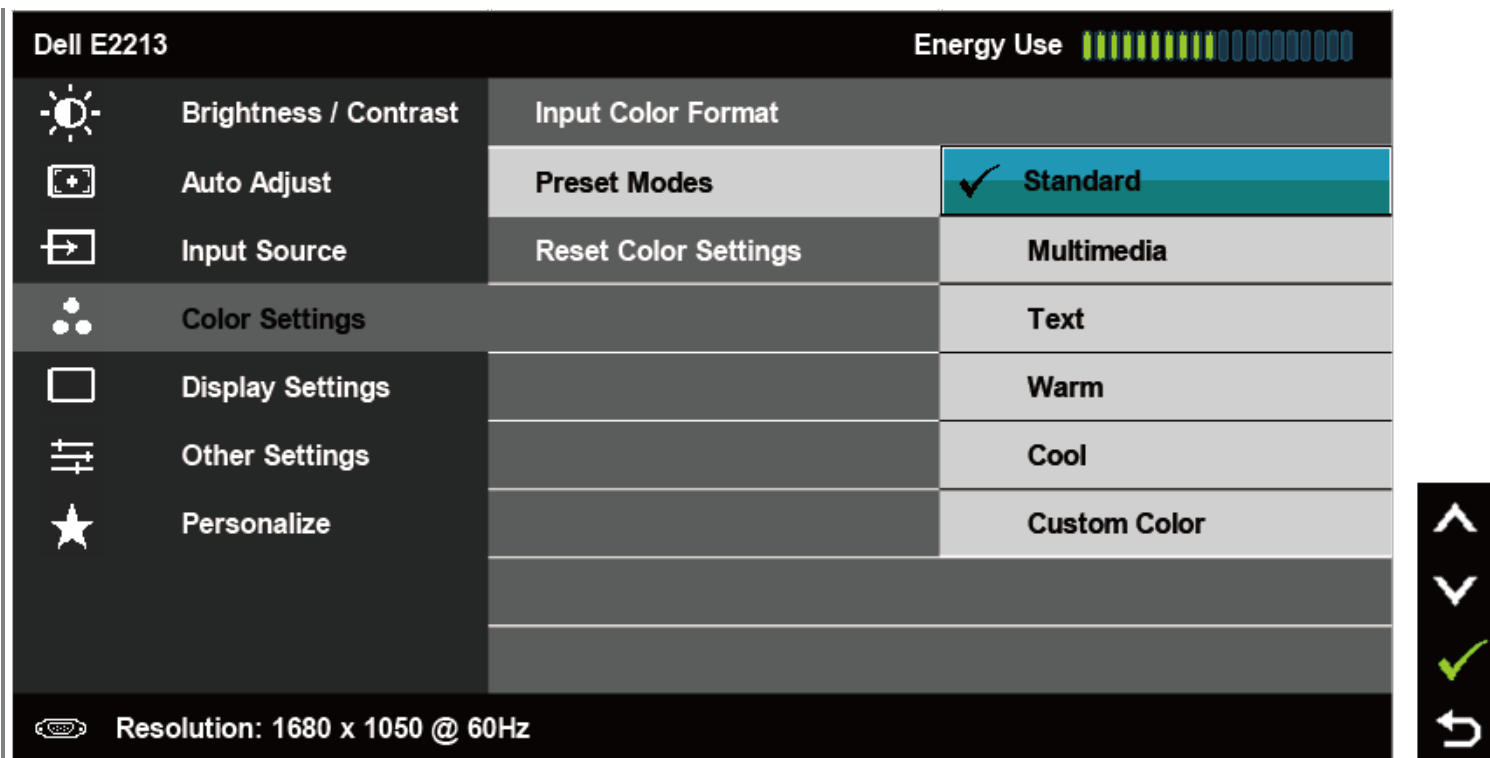 Dell E2213 Energy Use
Brightness / Contrast Input Color Format
Auto Adjust Preset Modes Standard
Input Source Reset Color Settings Multimedia
Color Settings Text
Display Settings Warm
Other Settings Cool
Personalize Custom Color
Resolution: 1680 x 1050 @ 60Hz